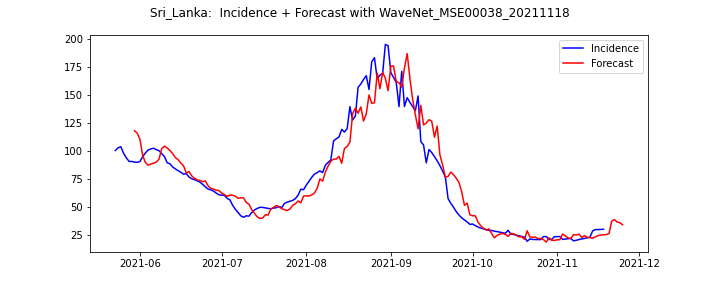 Sri_Lanka:  Incidence + Forecast with WaveNet_MSE00038_20211118
Incidence
Forecast
200
175
150
125
100
75
50
25
2021-06 2021-07 2021-08 2021-09 2021-10 2021-11 2021-12